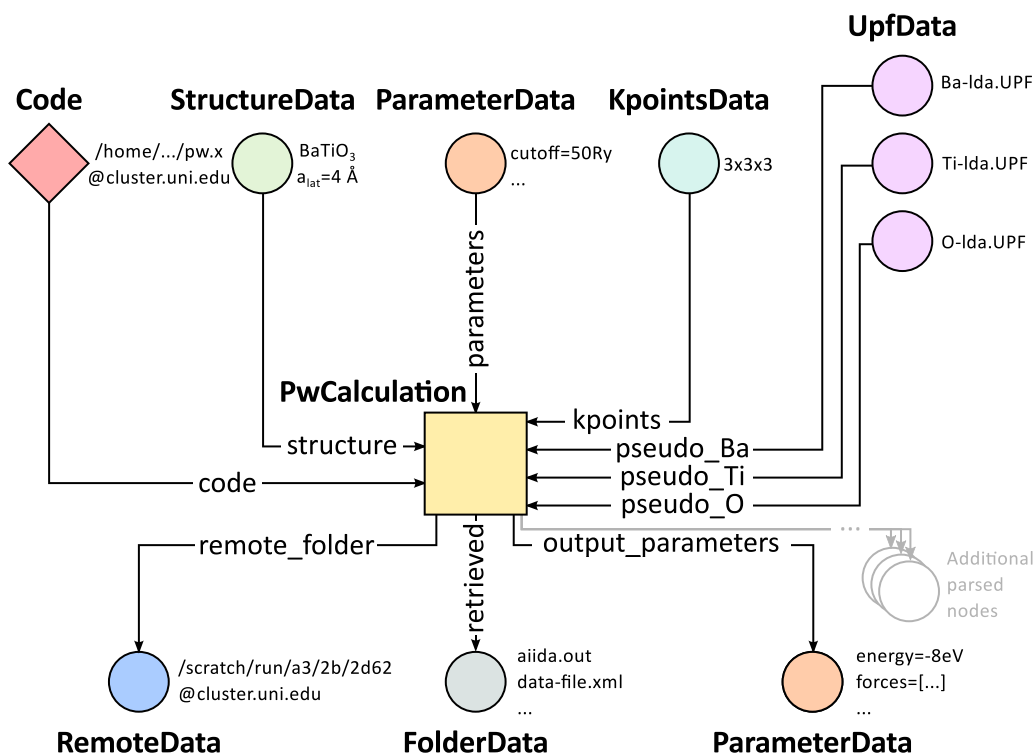 UpfData
Ba-lda.UPF
Code
StructureData
ParameterData
KpointsData
/home/.../pw.x
@cluster.uni.edu
BaTiO₃
aₗₐₜ=4 Å
cutoff=50Ry
...
3x3x3
Ti-lda.UPF
O-lda.UPF
parameters
PwCalculation
kpoints
structure
pseudo_Ba
pseudo_Ti
code
pseudo_O
...
remote_folder
retrieved
output_parameters
Additional
parsed
nodes
/scratch/run/a3/2b/2d62
@cluster.uni.edu
aiida.out
data-file.xml
...
energy=-8eV
forces=[...]
...
RemoteData
FolderData
ParameterData